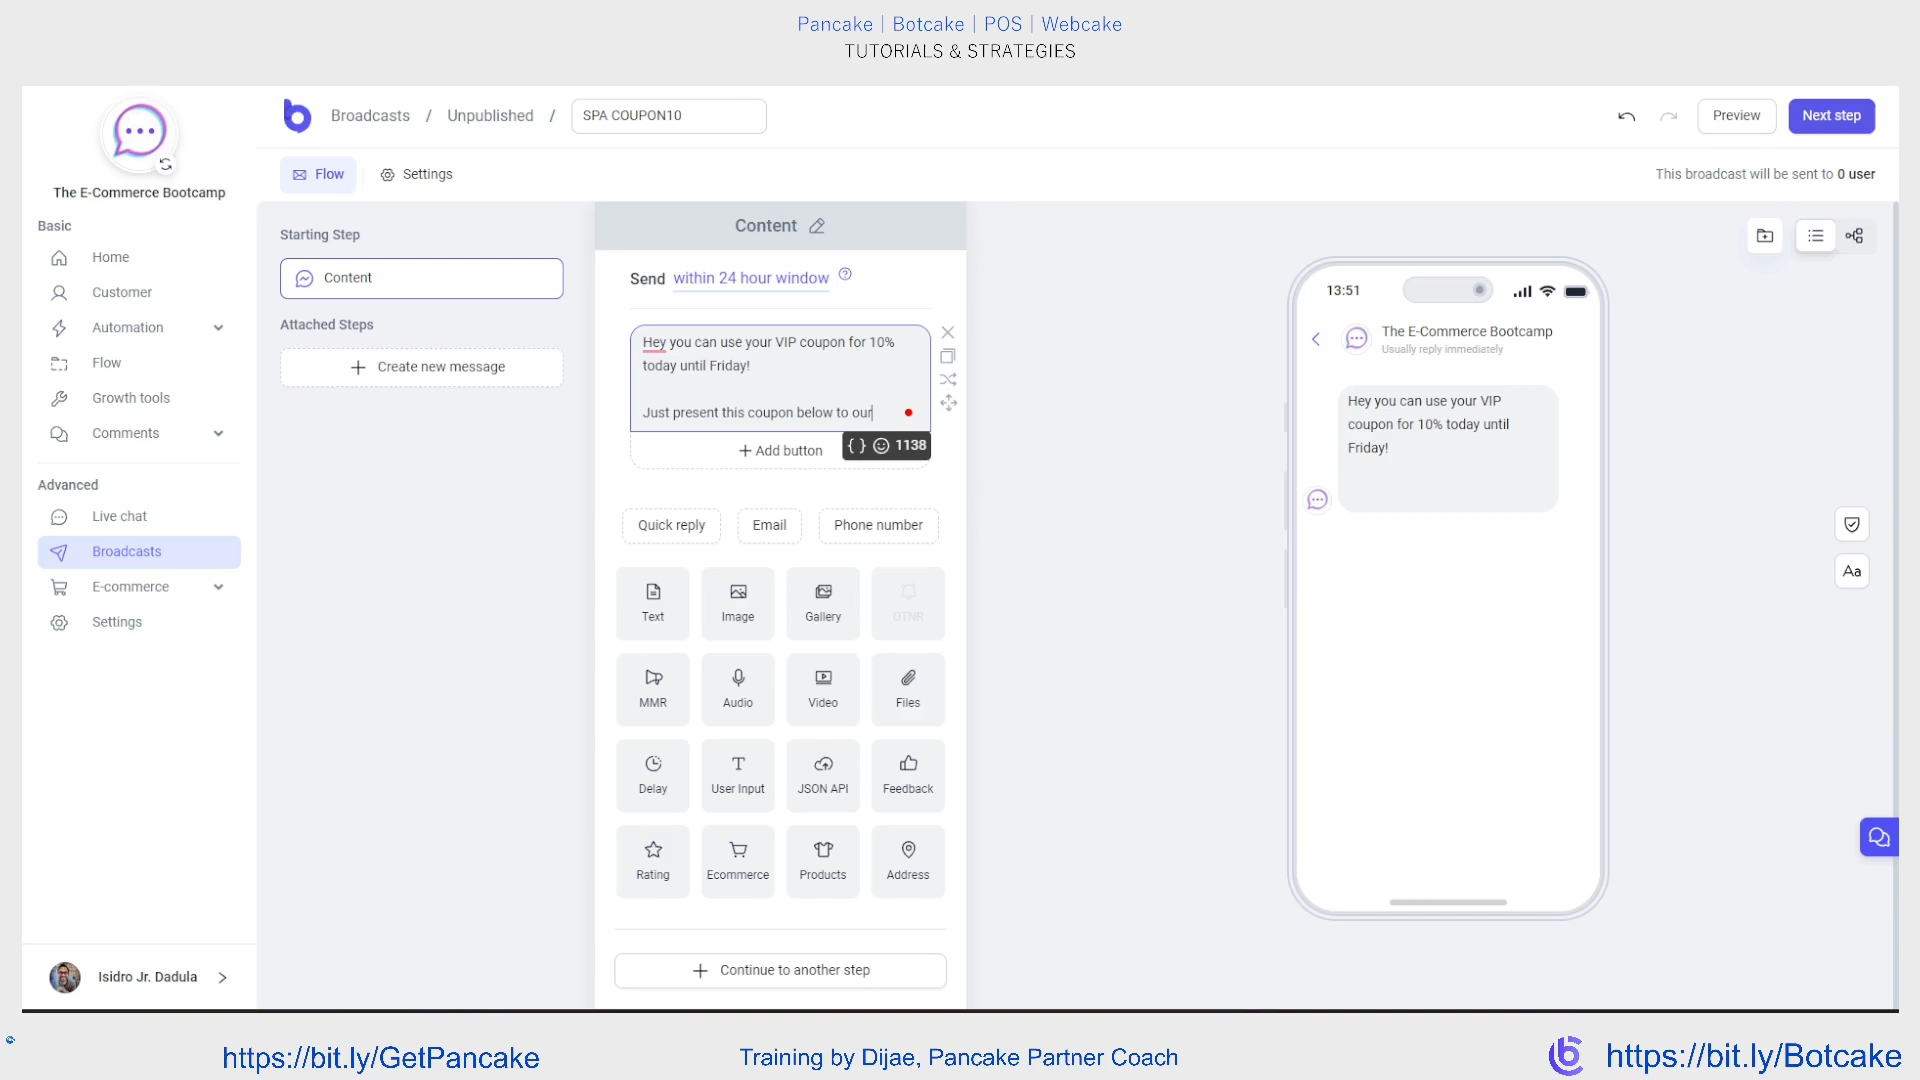 Pancake | Botcake | POS | Webcake
TUTORIALS & STRATEGIES
The E-Commerce Bootcamp
Basic
Home
Customer
Automation
Flow
Growth tools
Comments
Advanced
Live chat
Broadcasts
E-commerce
Settings
Isidro Jr. Dadula
Broadcasts / Unpublished / SPA COUPON10
Preview
Next step
Flow
Settings
This broadcast will be sent to 0 user
Starting Step
Content
Attached Steps
Create new message
Content
Send within 24 hour window
Hey you can use your VIP coupon for 10%
today until Friday!
Just present this coupon below to our
Add button
{ } 1138
Quick reply
Email
Phone number
Text
Image
Gallery
OTNR
MMR
Audio
Video
Files
Delay
User Input
JSON API
Feedback
Rating
Ecommerce
Products
Address
Continue to another step
13:51
The E-Commerce Bootcamp
Usually reply immediately
Hey you can use your VIP
coupon for 10% today until
Friday!
Aa
https://bit.ly/GetPancake
Training by Dijae, Pancake Partner Coach
https://bit.ly/Botcake